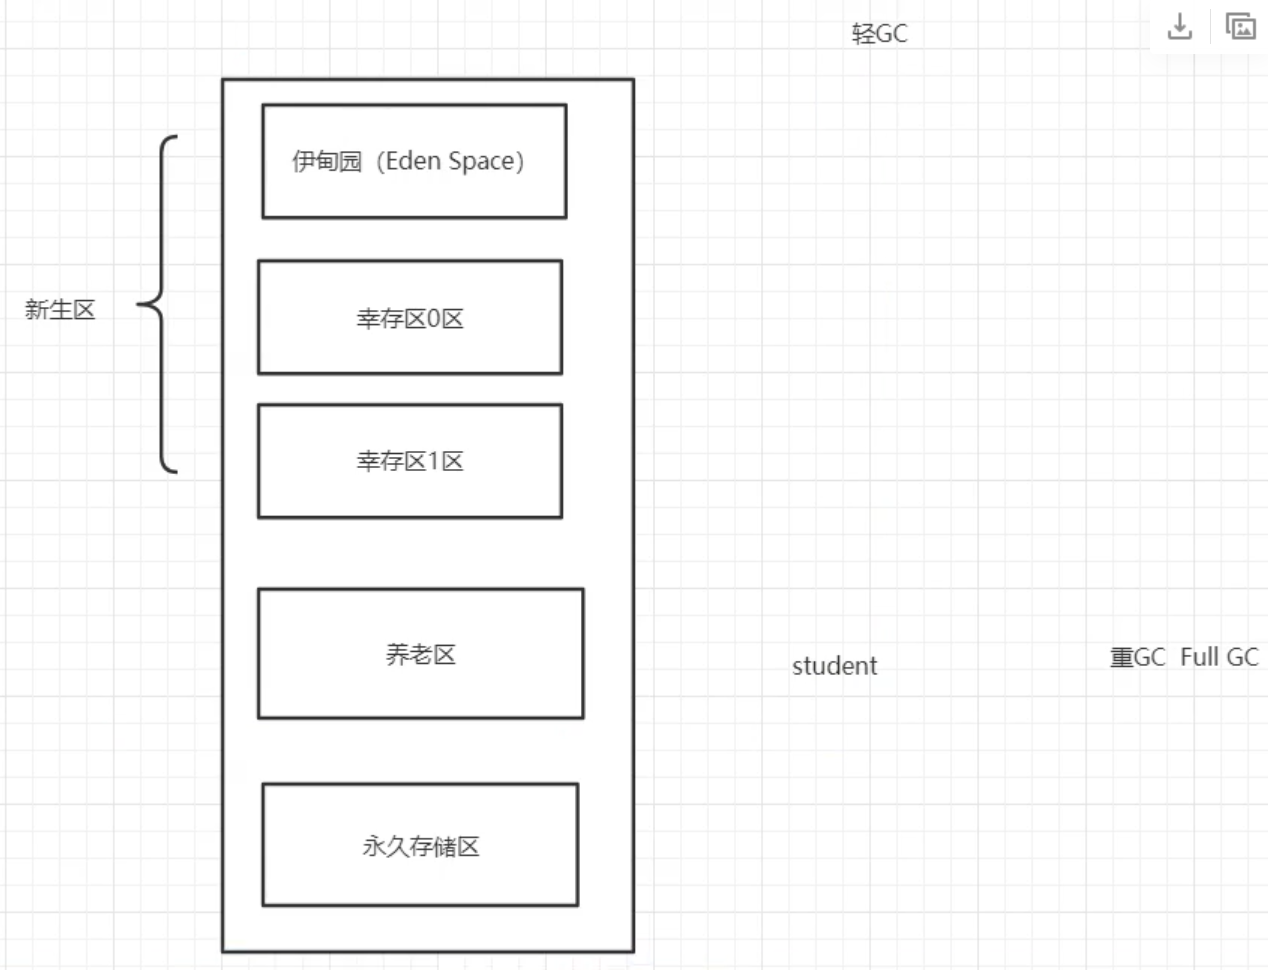 轻GC
伊甸园（Eden Space）
新生区
幸存区0区
幸存区1区
养老区
student
重GC Full GC
永久存储区